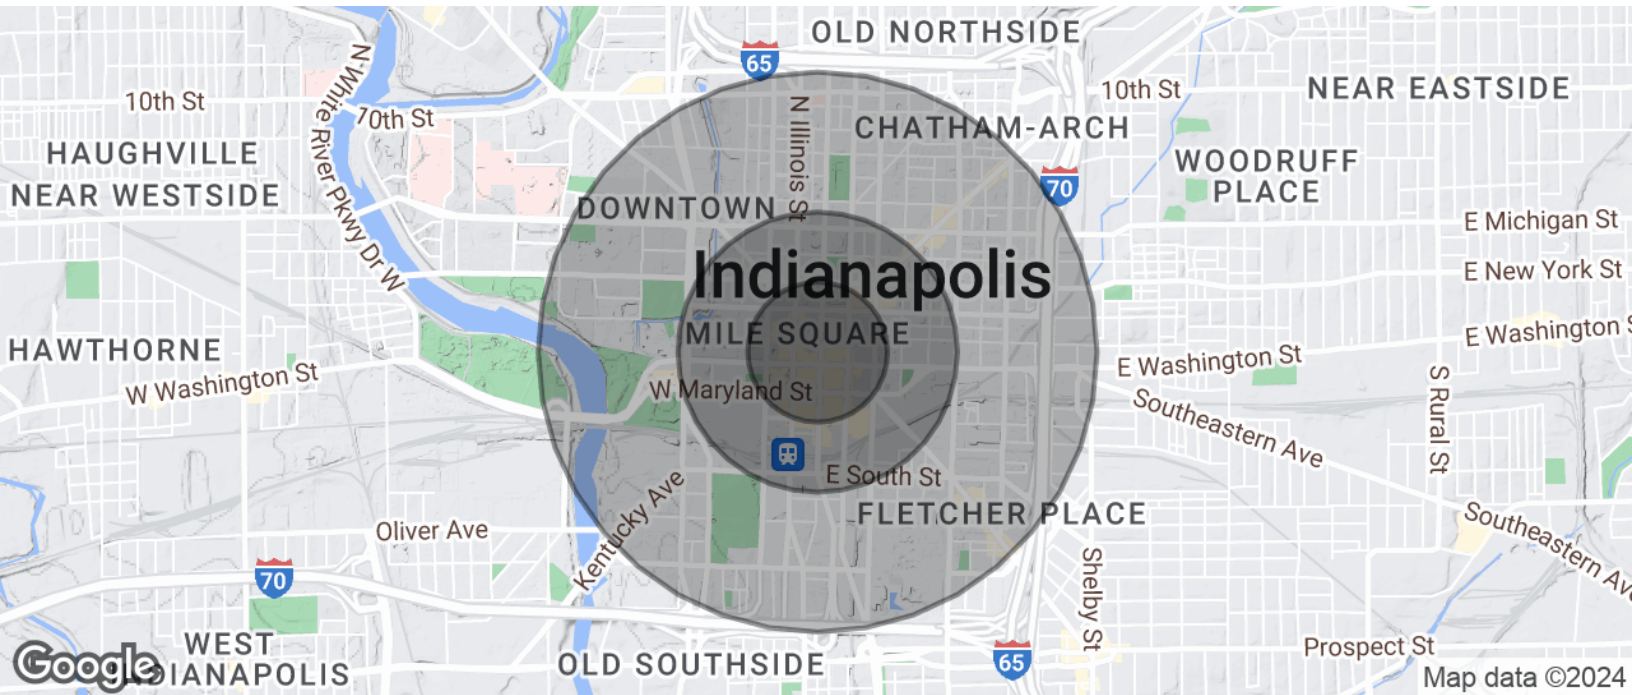 OLD NORTHSIDE
65
10th St
10th St
NEAR EASTSIDE
N White River Pkwy Dr W
10th St
N Illinois St
CHATHAM-ARCH
HAUGHVILLE
NEAR WESTSIDE
70
WOODRUFF
PLACE
DOWNTOWN
E Michigan St
Indianapolis
E New York St
MILE SQUARE
E Washington S
HAWTHORNE
E Washington St
W Washington St
W Maryland St
S Rural St
Southeastern Ave
E South St
Kentucky Ave
FLETCHER PLACE
Oliver Ave
Southeastern Ave
70
Shelby St
WEST
INDIANAPOLIS
Google
OLD SOUTHSIDE
65
Prospect St
Map data ©2024